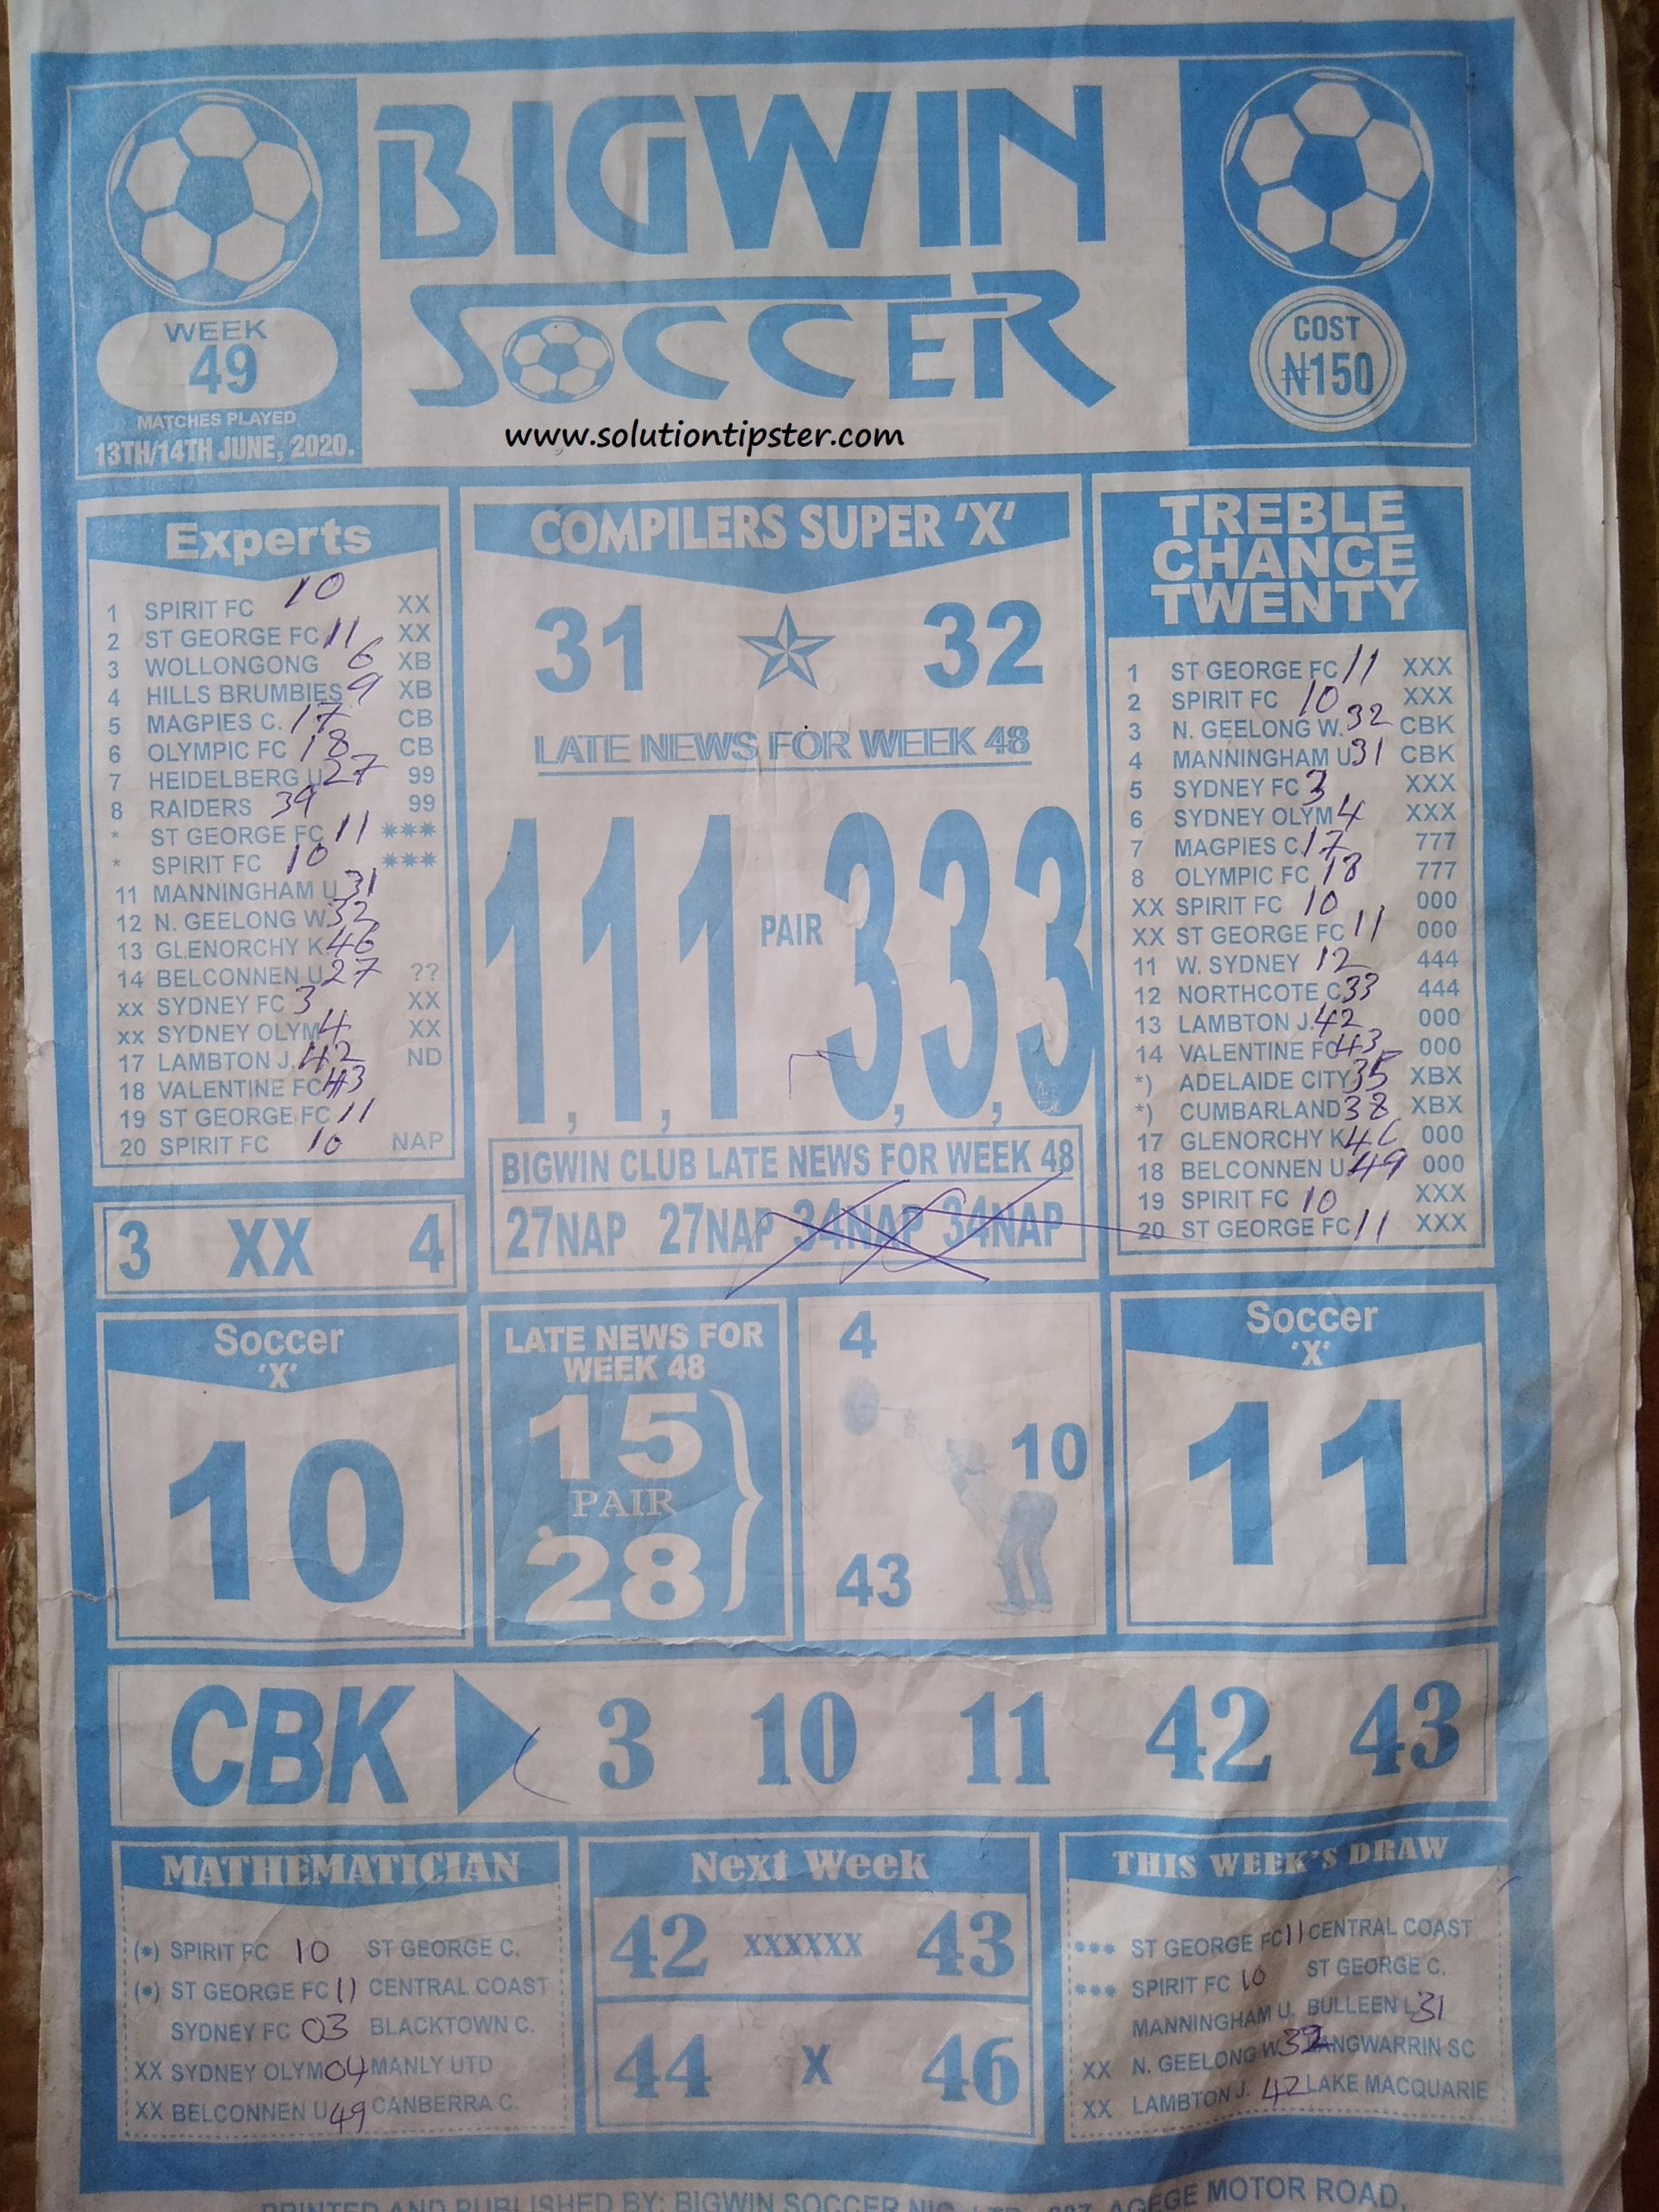 BIGWIN
SOCCER
WEEK
49
MATCHES PLAYED
13TH/14TH JUNE, 2020.
COST
₦150
www.solutiontipster.com
Experts
1 SPIRIT FC 10 XX
2 ST GEORGE FC 11 XX
3 WOLLONGONG 6 XB
4 HILLS BRUMBIES 9 XB
5 MAGPIES C. 17 CB
6 OLYMPIC FC 18 CB
7 HEIDELBERG U 27 99
8 RAIDERS 39 99
* ST GEORGE FC 11 ***
* SPIRIT FC 10 ***
11 MANNINGHAM U 31
12 N. GEELONG W. 32
13 GLENORCHY K 46
14 BELCONNEN U 27 ??
xx SYDNEY FC 3 XX
xx SYDNEY OLYM 4 XX
17 LAMBTON J. 42 ND
18 VALENTINE FC 43
19 ST GEORGE FC 11
20 SPIRIT FC 10 NAP
3 XX 4
COMPILERS SUPER 'X'
31 32
LATE NEWS FOR WEEK 48
1,1,1 PAIR 3,3,3
BIGWIN CLUB LATE NEWS FOR WEEK 48
27NAP 27NAP 34NAP 34NAP
TREBLE
CHANCE
TWENTY
1 ST GEORGE FC 11 XXX
2 SPIRIT FC 10 XXX
3 N. GEELONG W. 32 CBK
4 MANNINGHAM U 31 CBK
5 SYDNEY FC 3 XXX
6 SYDNEY OLYM 4 XXX
7 MAGPIES C. 17 777
8 OLYMPIC FC 18 777
XX SPIRIT FC 10 000
XX ST GEORGE FC 11 000
11 W. SYDNEY 12 444
12 NORTHCOTE C 33 444
13 LAMBTON J. 42 000
14 VALENTINE FC 43 000
*) ADELAIDE CITY 35 XBX
*) CUMBARLAND 38 XBX
17 GLENORCHY K 46 000
18 BELCONNEN U 49 000
19 SPIRIT FC 10 XXX
20 ST GEORGE FC 11 XXX
Soccer
'X'
10
LATE NEWS FOR
WEEK 48
15
PAIR
28
4
10
43
Soccer
'X'
11
CBK 3 10 11 42 43
MATHEMATICIAN
(*) SPIRIT FC 10 ST GEORGE C.
(*) ST GEORGE FC 11 CENTRAL COAST
SYDNEY FC 03 BLACKTOWN C.
XX SYDNEY OLYM 04 MANLY UTD
XX BELCONNEN U 49 CANBERRA C.
Next Week
42 XXXXXX 43
44 X 46
THIS WEEK'S DRAW
*** ST GEORGE FC 11 CENTRAL COAST
*** SPIRIT FC 10 ST GEORGE C.
MANNINGHAM U. BULLEEN L 31
XX N. GEELONG W 32 LANGWARRIN SC
XX LAMBTON J. 42 LAKE MACQUARIE
PRINTED AND PUBLISHED BY: BIGWIN SOCCER NIG. LTD. AGEGE MOTOR ROAD,